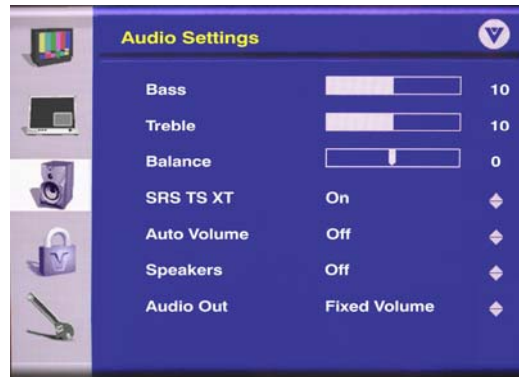 Audio Settings
Bass 10
Treble 10
Balance 0
SRS TS XT On
Auto Volume Off
Speakers Off
Audio Out Fixed Volume